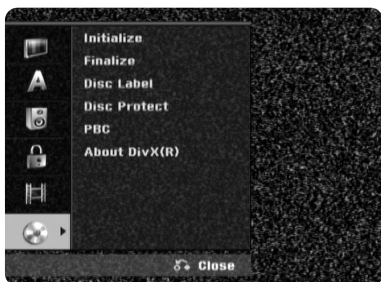 Initialize
Finalize
Disc Label
Disc Protect
PBC
About DivX(R)
A
Close